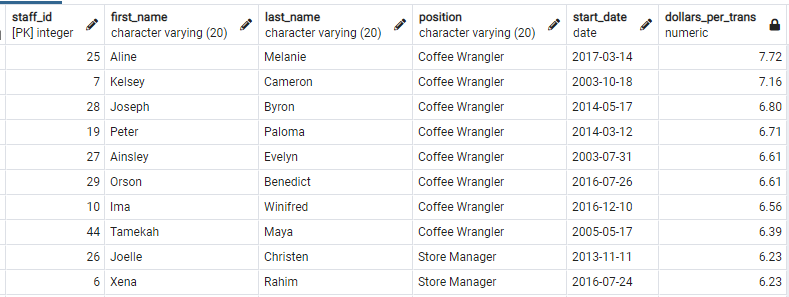 staff_id first_name last_name position start_date dollars_per_trans
[PK] integer character varying (20) character varying (20) character varying (20) date numeric
25 Aline Melanie Coffee Wrangler 2017-03-14 7.72
7 Kelsey Cameron Coffee Wrangler 2003-10-18 7.16
28 Joseph Byron Coffee Wrangler 2014-05-17 6.80
19 Peter Paloma Coffee Wrangler 2014-03-12 6.71
27 Ainsley Evelyn Coffee Wrangler 2003-07-31 6.61
29 Orson Benedict Coffee Wrangler 2016-07-26 6.61
10 Ima Winifred Coffee Wrangler 2016-12-10 6.56
44 Tamekah Maya Coffee Wrangler 2005-05-17 6.39
26 Joelle Christen Store Manager 2013-11-11 6.23
6 Xena Rahim Store Manager 2016-07-24 6.23